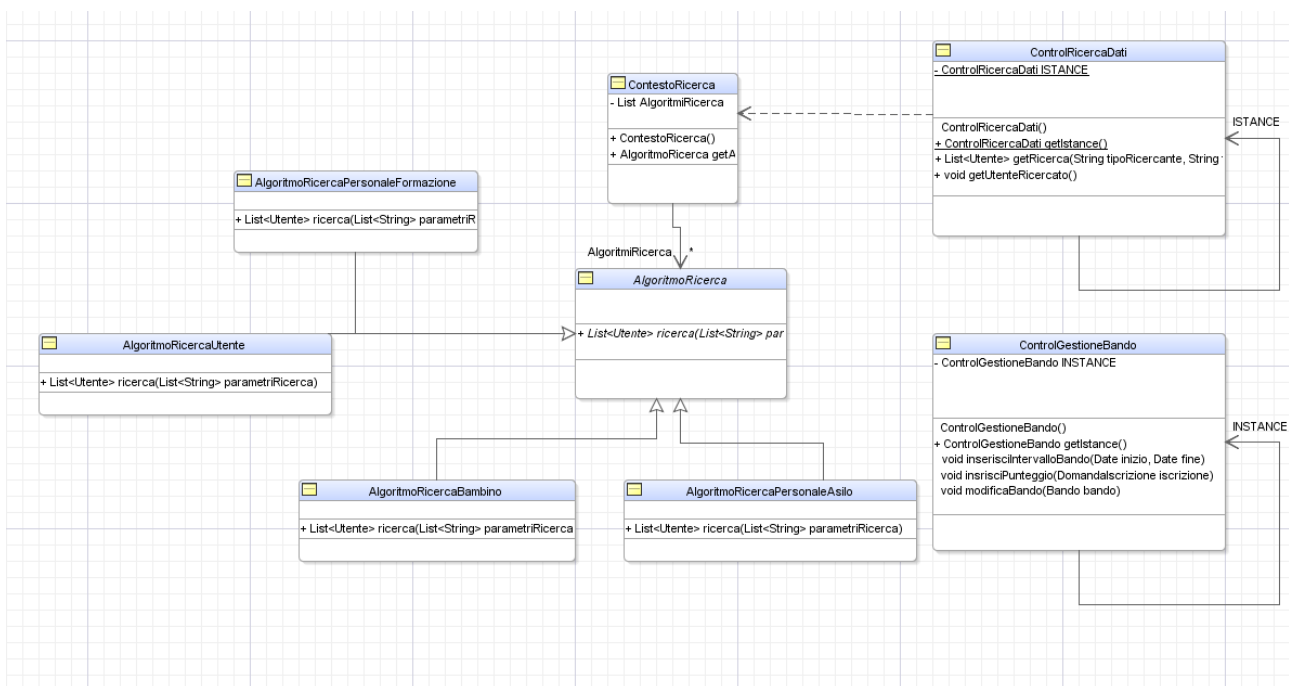 ControlRicercaDati
- ControlRicercaDati ISTANCE
ControlRicercaDati()
+ ControlRicercaDati getIstance()
+ List<Utente> getRicerca(String tipoRicercante, String
+ void getUtenteRicercato()
ISTANCE
ContestoRicerca
- List AlgoritmiRicerca
+ ContestoRicerca()
+ AlgoritmoRicerca getA
AlgoritmoRicercaPersonaleFormazione
+ List<Utente> ricerca(List<String> parametriR
AlgoritmiRicerca
*
AlgoritmoRicerca
+ List<Utente> ricerca(List<String> par
AlgoritmoRicercaUtente
+ List<Utente> ricerca(List<String> parametriRicerca)
ControlGestioneBando
- ControlGestioneBando INSTANCE
ControlGestioneBando()
+ ControlGestioneBando getIstance()
void inserisciIntervalloBando(Date inizio, Date fine)
void insrisciPunteggio(DomandaIscrizione iscrizione)
void modificaBando(Bando bando)
INSTANCE
AlgoritmoRicercaBambino
+ List<Utente> ricerca(List<String> parametriRicerca
AlgoritmoRicercaPersonaleAsilo
+ List<Utente> ricerca(List<String> parametriRicerca)